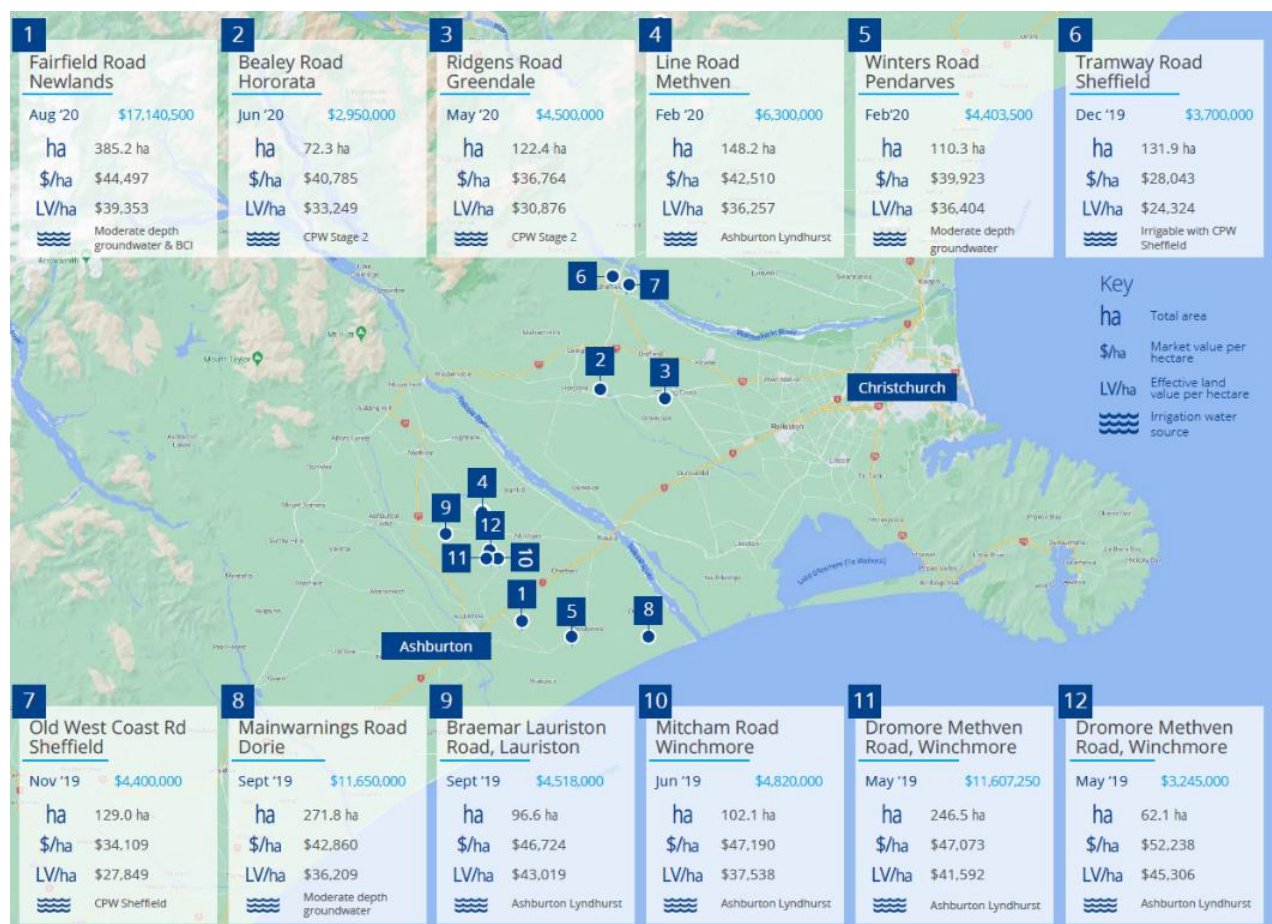 1
Fairfield Road
Newlands
Aug '20 $17,140,500
ha 385.2 ha
$/ha $44,497
LV/ha $39,353
Moderate depth
groundwater & BCI
2
Bealey Road
Hororata
Jun '20 $2,950,000
ha 72.3 ha
$/ha $40,785
LV/ha $33,249
CPW Stage 2
3
Ridgens Road
Greendale
May '20 $4,500,000
ha 122.4 ha
$/ha $36,764
LV/ha $30,876
CPW Stage 2
4
Line Road
Methven
Feb '20 $6,300,000
ha 148.2 ha
$/ha $42,510
LV/ha $36,257
Ashburton Lyndhurst
5
Winters Road
Pendarves
Feb'20 $4,403,500
ha 110.3 ha
$/ha $39,923
LV/ha $36,404
Moderate depth
groundwater
6
Tramway Road
Sheffield
Dec '19 $3,700,000
ha 131.9 ha
$/ha $28,043
LV/ha $24,324
Irrigable with CPW
Sheffield
Key
ha Total area
$/ha Market value per
hectare
LV/ha Effective land
value per hectare
Irrigation water
source
6
7
2
3
Christchurch
Rolleston
Mount Taylor
Mt Hutt
4
9
12
11
10
1
5
8
Ashburton
7
Old West Coast Rd
Sheffield
Nov '19 $4,400,000
ha 129.0 ha
$/ha $34,109
LV/ha $27,849
CPW Sheffield
8
Mainwarnings Road
Dorie
Sept '19 $11,650,000
ha 271.8 ha
$/ha $42,860
LV/ha $36,209
Moderate depth
groundwater
9
Braemar Lauriston
Road, Lauriston
Sept '19 $4,518,000
ha 96.6 ha
$/ha $46,724
LV/ha $43,019
Ashburton Lyndhurst
10
Mitcham Road
Winchmore
Jun '19 $4,820,000
ha 102.1 ha
$/ha $47,190
LV/ha $37,538
Ashburton Lyndhurst
11
Dromore Methven
Road, Winchmore
May '19 $11,607,250
ha 246.5 ha
$/ha $47,073
LV/ha $41,592
Ashburton Lyndhurst
12
Dromore Methven
Road, Winchmore
May '19 $3,245,000
ha 62.1 ha
$/ha $52,238
LV/ha $45,306
Ashburton Lyndhurst